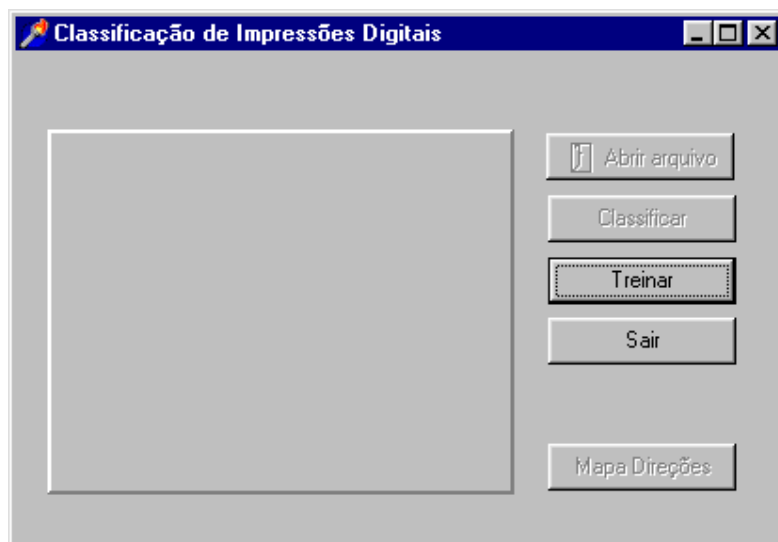 Classificação de Impressões Digitais
Abrir arquivo
Classificar
Treinar
Sair
Mapa Direções